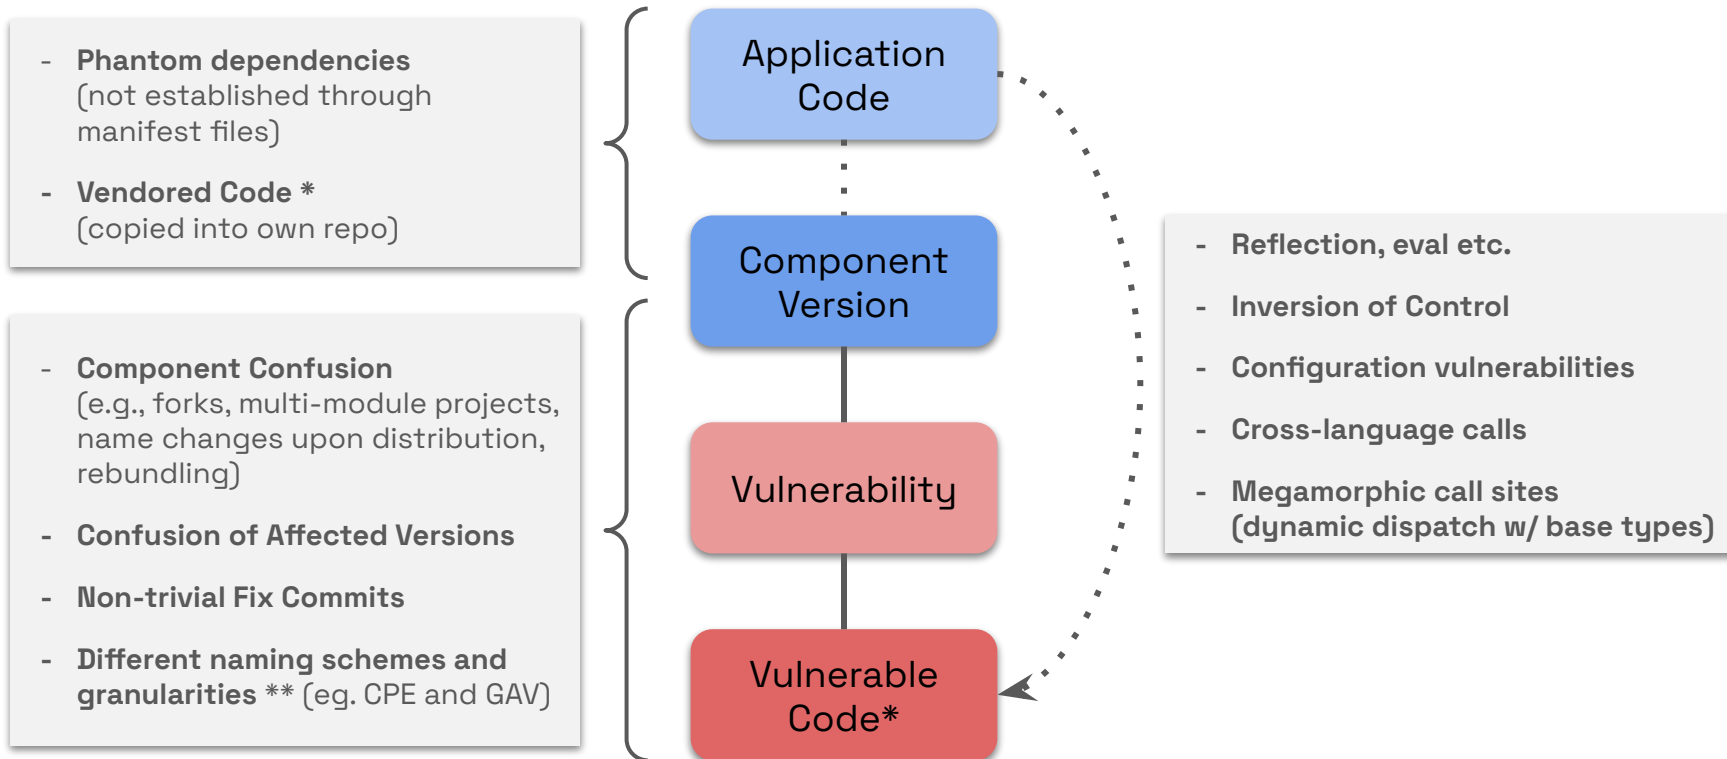 - Phantom dependencies
(not established through
manifest files)
- Vendored Code *
(copied into own repo)
- Component Confusion
(e.g., forks, multi-module projects,
name changes upon distribution,
rebundling)
- Confusion of Affected Versions
- Non-trivial Fix Commits
- Different naming schemes and
granularities ** (eg. CPE and GAV)
Application
Code
Component
Version
Vulnerability
Vulnerable
Code*
- Reflection, eval etc.
- Inversion of Control
- Configuration vulnerabilities
- Cross-language calls
- Megamorphic call sites
(dynamic dispatch w/ base types)